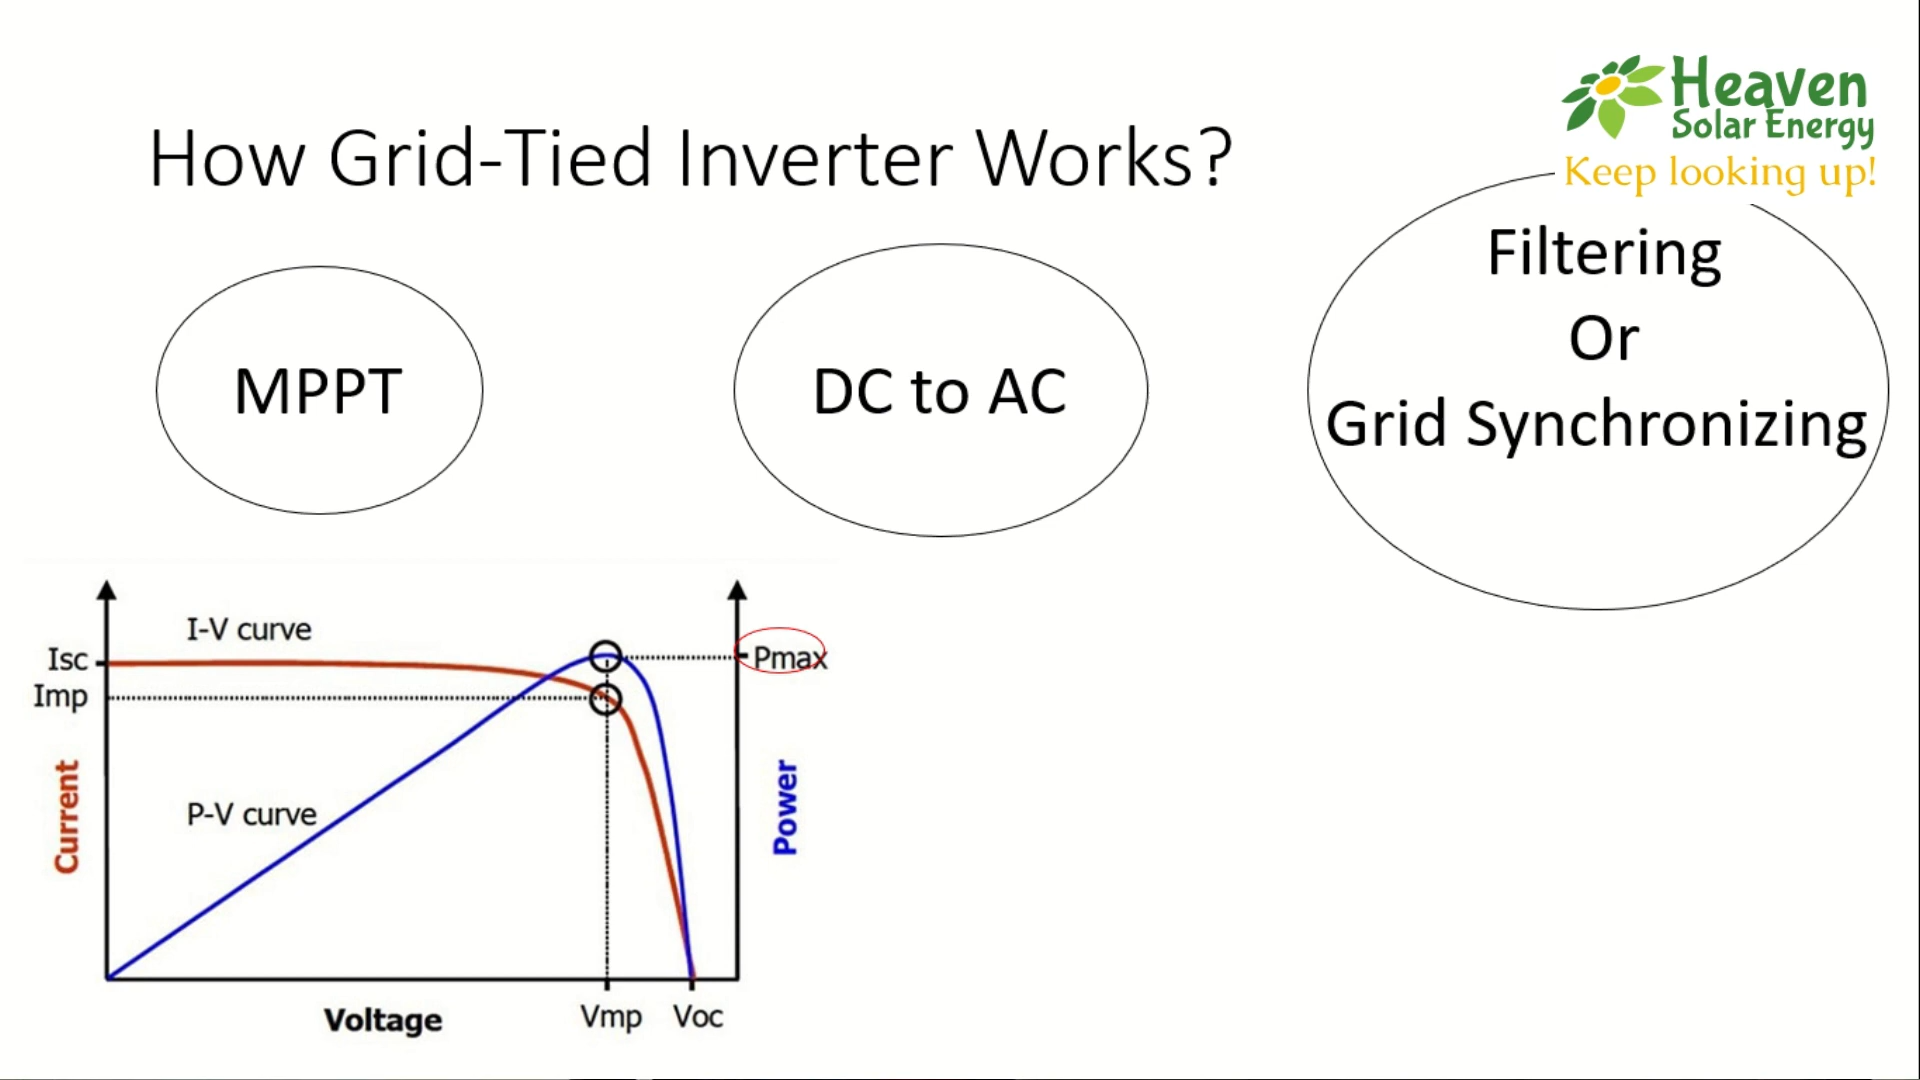 Heaven
Solar Energy
Keep looking up!
How Grid-Tied Inverter Works?
MPPT
DC to AC
Filtering
Or
Grid Synchronizing
I-V curve
Isc
Pmax
Imp
Current
P-V curve
Power
Voltage
Vmp
Voc